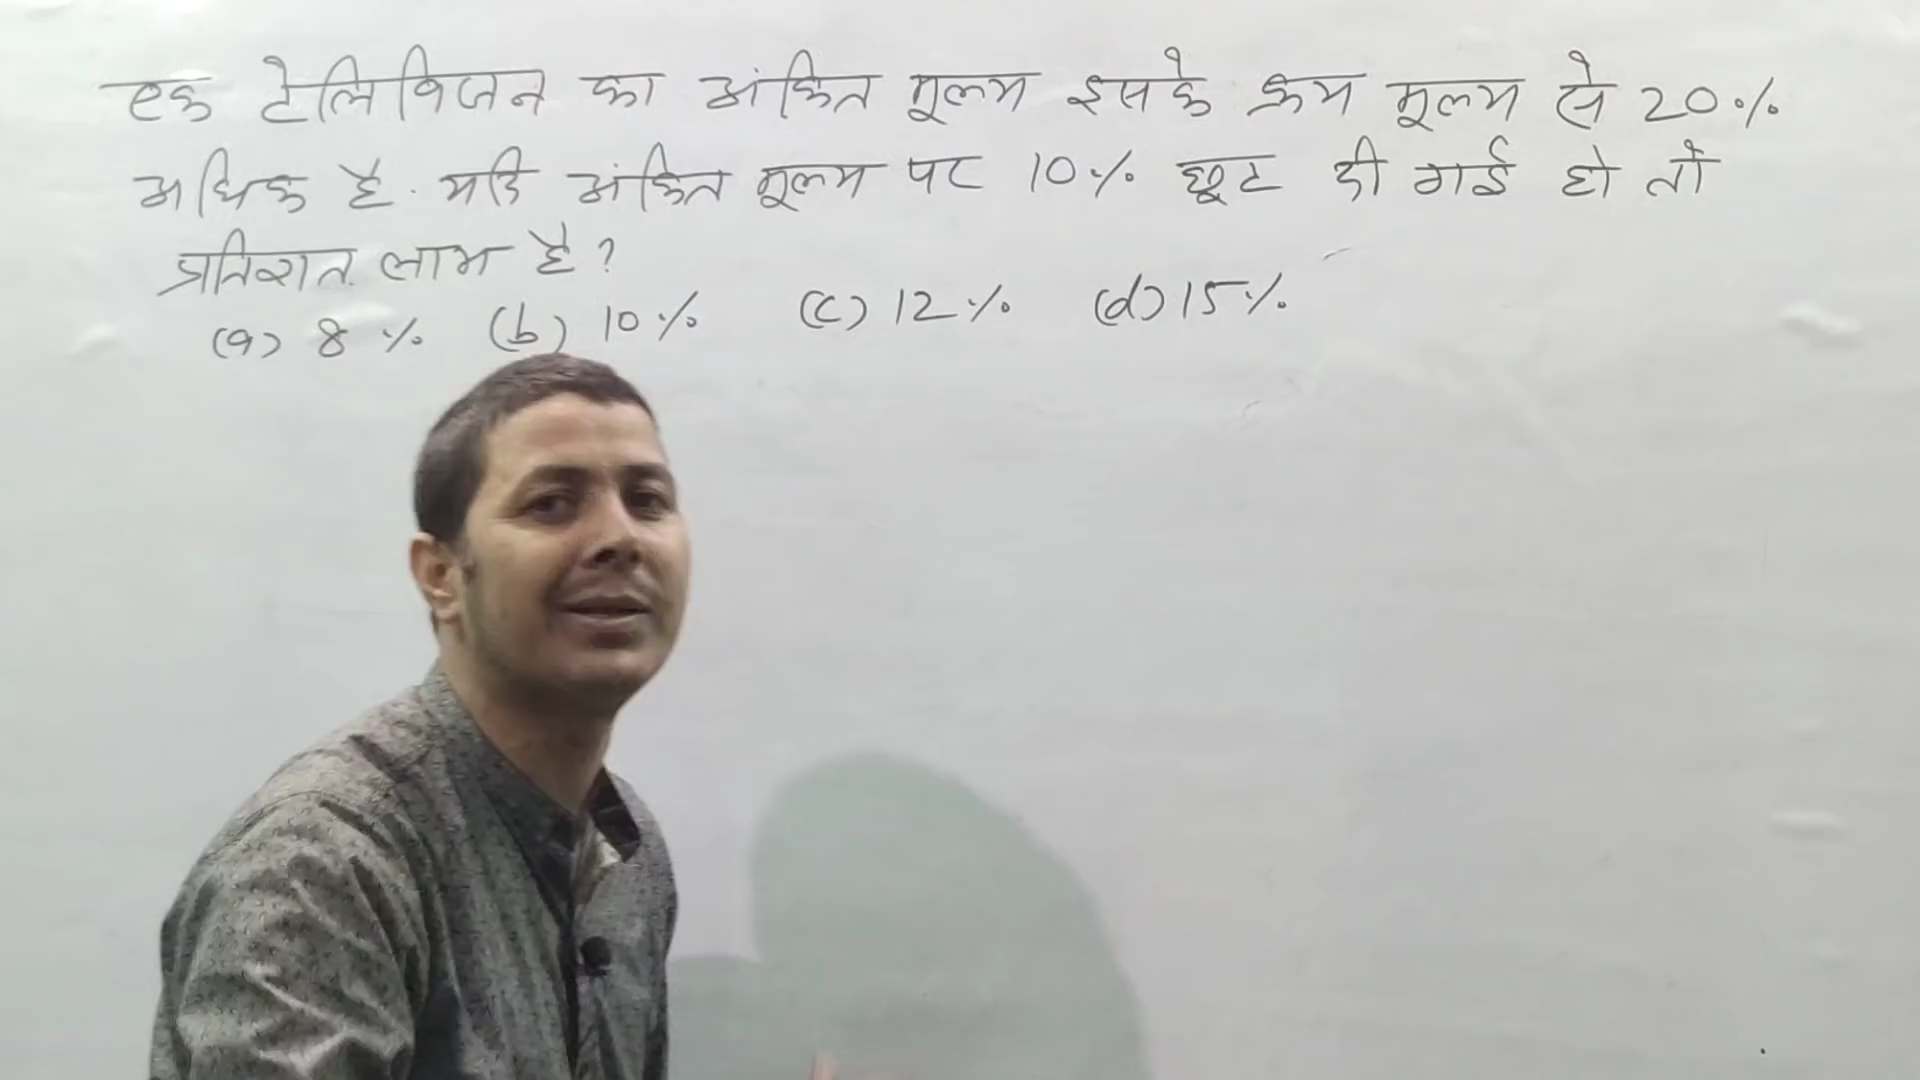 एक टेलिविजन का अंकित मूल्य इसके क्रय मूल्य से 20%
अधिक है. यदि अंकित मूल्य पर 10% छूट दी गई हो तो
प्रतिशत लाभ है?
(a) 8% (b) 10% (c) 12% (d) 15%